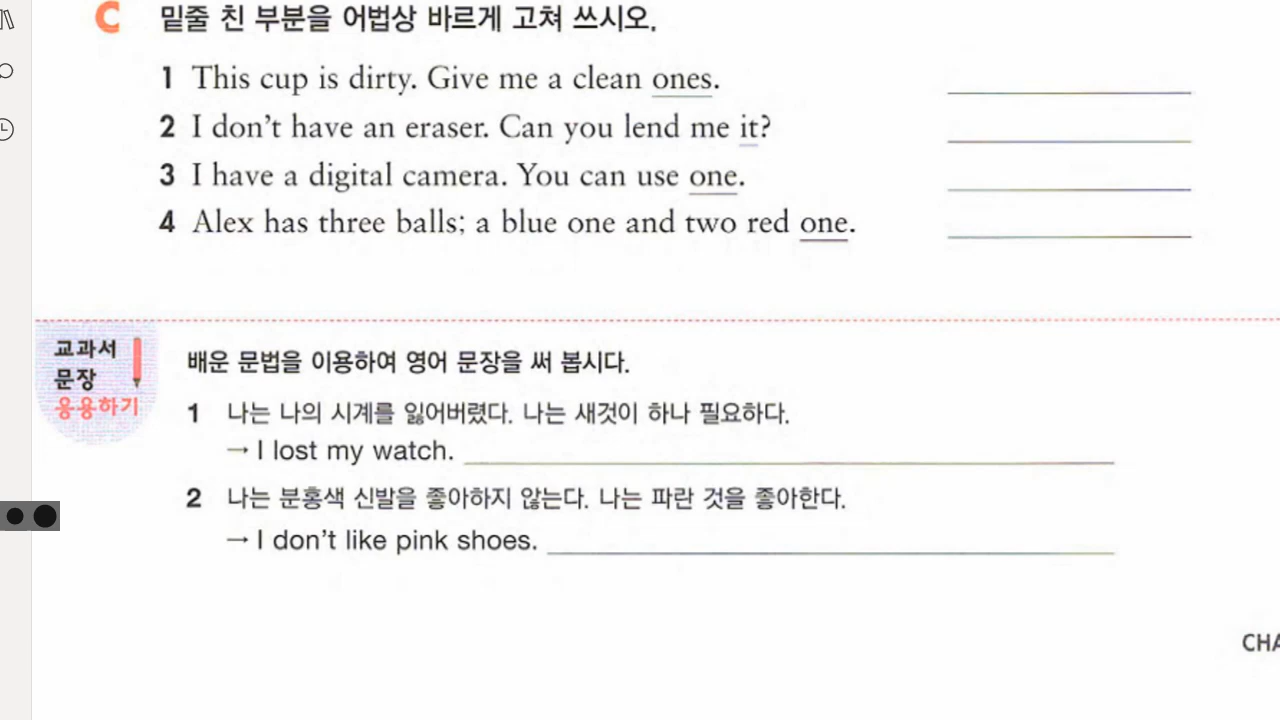 C 밑줄 친 부분을 어법상 바르게 고쳐 쓰시오.
1 This cup is dirty. Give me a clean ones.
2 I don't have an eraser. Can you lend me it?
3 I have a digital camera. You can use one.
4 Alex has three balls; a blue one and two red one.
교과서
문장
응용하기
배운 문법을 이용하여 영어 문장을 써 봅시다.
1 나는 나의 시계를 잃어버렸다. 나는 새것이 하나 필요하다.
→ I lost my watch.
2 나는 분홍색 신발을 좋아하지 않는다. 나는 파란 것을 좋아한다.
→ I don't like pink shoes.